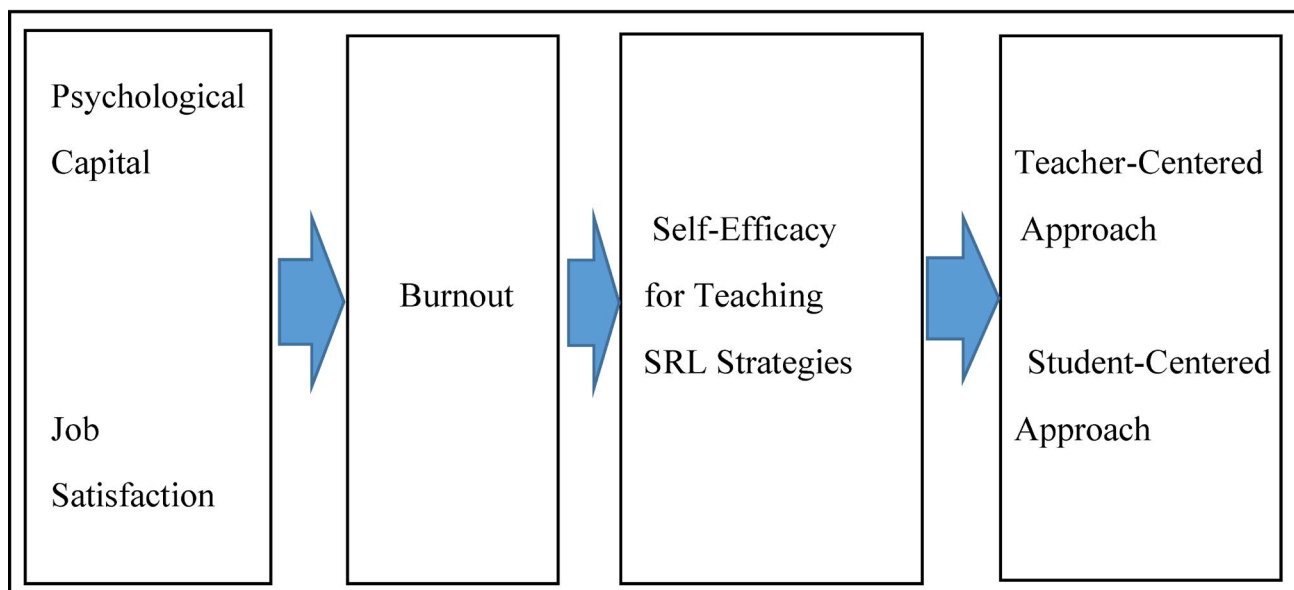 Psychological
Capital
Job
Satisfaction
Burnout
Self-Efficacy
for Teaching
SRL Strategies
Teacher-Centered
Approach
Student-Centered
Approach